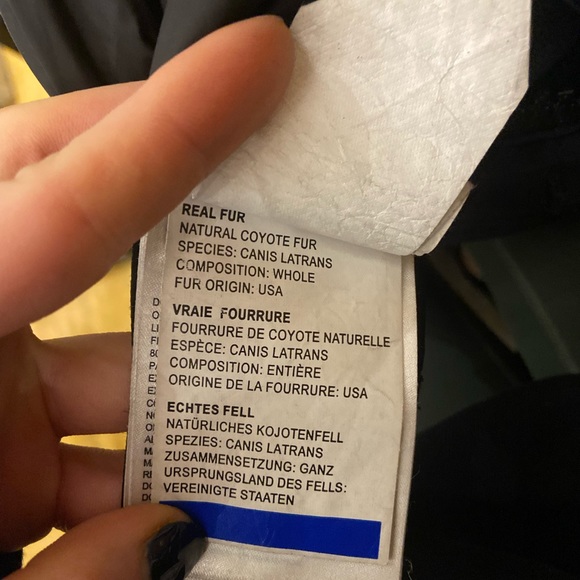 REAL FUR
NATURAL COYOTE FUR
SPECIES: CANIS LATRANS
COMPOSITION: WHOLE
FUR ORIGIN: USA
VRAIE FOURRURE
FOURRURE DE COYOTE NATURELLE
ESPÈCE: CANIS LATRANS
COMPOSITION: ENTIÈRE
ORIGINE DE LA FOURRURE: USA
ECHTES FELL
NATÜRLICHES KOJOTENFELL
SPEZIES: CANIS LATRANS
ZUSAMMENSETZUNG: GANZ
URSPRUNGSLAND DES FELLS:
VEREINIGTE STAATEN